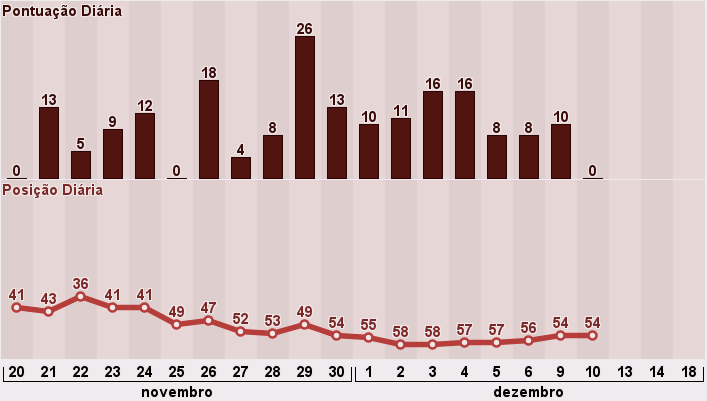 Pontuação Diária
0 13 5 9 12 0 18 4 8 26 13 10 11 16 16 8 8 10 0
Posição Diária
41 43 36 41 41 49 47 52 53 49 54 55 58 58 57 57 56 54 54
20 21 22 23 24 25 26 27 28 29 30 1 2 3 4 5 6 9 10 13 14 18
novembro dezembro